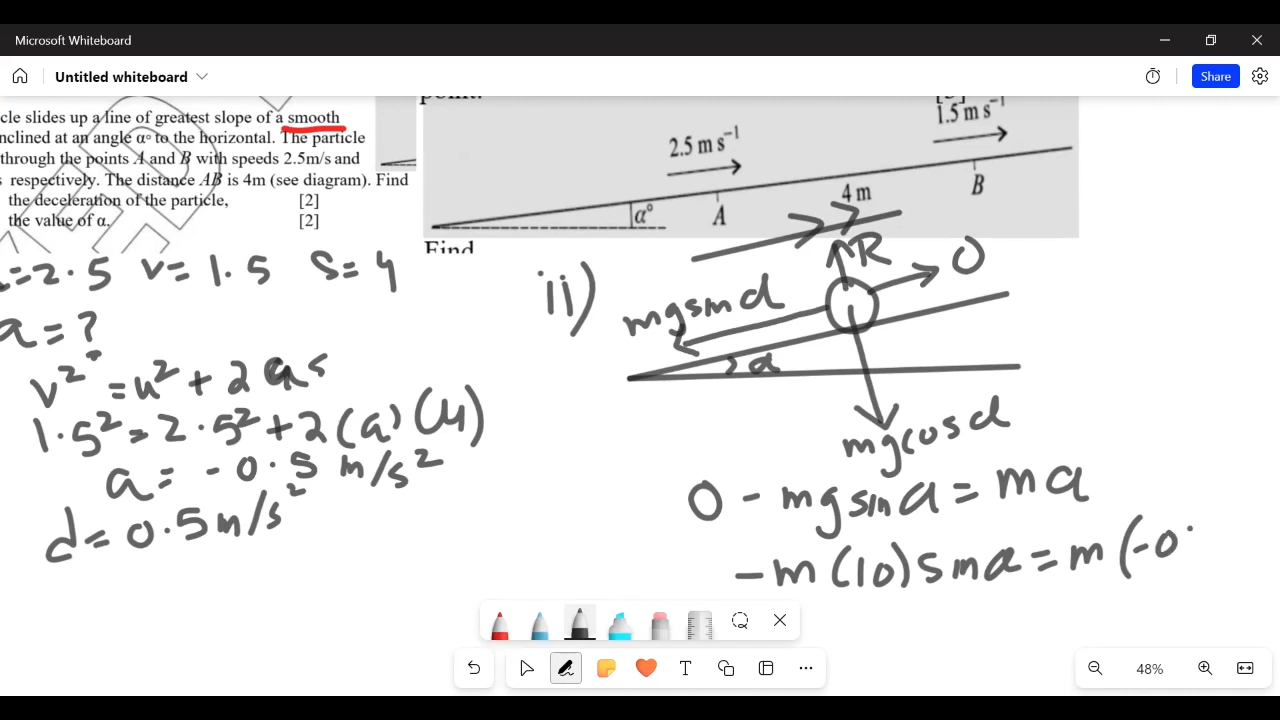 Microsoft Whiteboard
Untitled whiteboard
Share
cle slides up a line of greatest slope of a smooth
nclined at an angle α° to the horizontal. The particle
through the points A and B with speeds 2.5m/s and
respectively. The distance AB is 4m (see diagram). Find
the deceleration of the particle, [2]
the value of α. [2]
2.5 m s⁻¹
1.5 m s⁻¹
α°
A
4 m
B
Find
=2.5 v=1.5 s=4
a=?
v²=u²+2as
1.5²=2.5²+2(a)(4)
a=-0.5 m/s²
d=0.5m/s²
ii)
R
0
mgsinα
α
mgcosα
0-mgsinα=ma
-m(10)sinα=m(-0.
48%